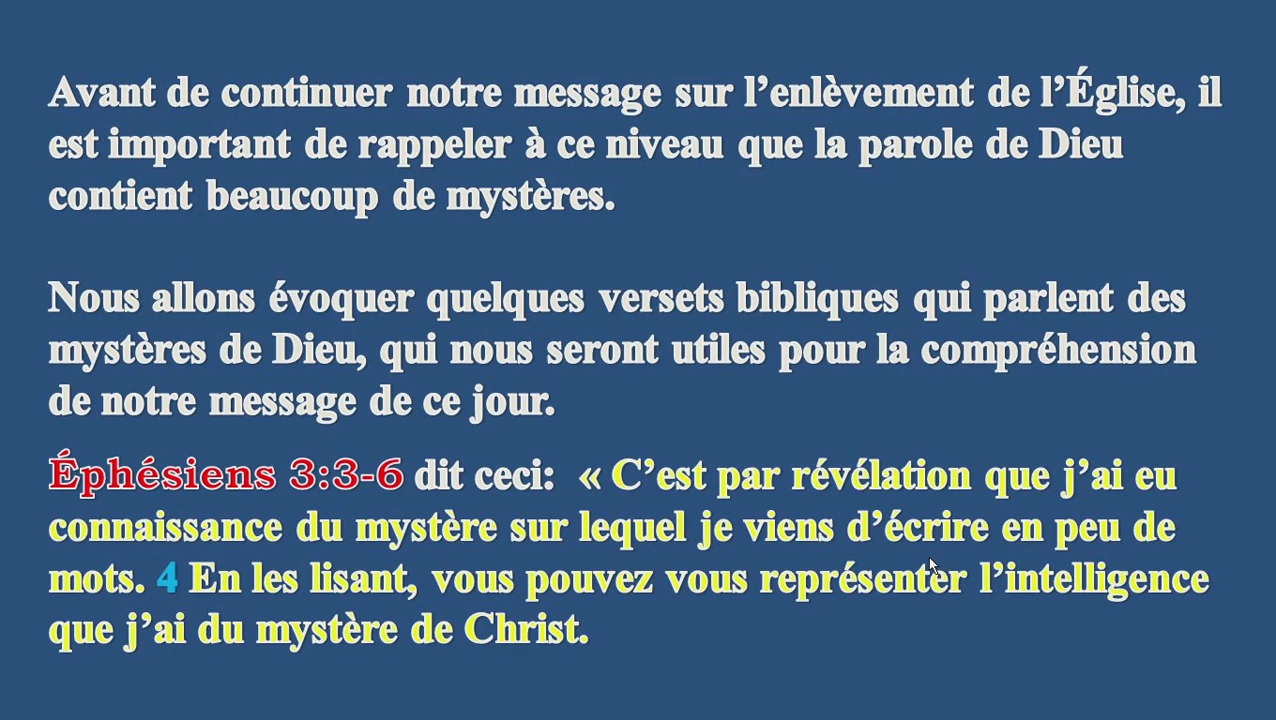 Avant de continuer notre message sur l’enlèvement de l’Église, il
est important de rappeler à ce niveau que la parole de Dieu
contient beaucoup de mystères.
Nous allons évoquer quelques versets bibliques qui parlent des
mystères de Dieu, qui nous seront utiles pour la compréhension
de notre message de ce jour.
Éphésiens 3:3-6 dit ceci: « C’est par révélation que j’ai eu
connaissance du mystère sur lequel je viens d’écrire en peu de
mots. 4 En les lisant, vous pouvez vous représenter l’intelligence
que j’ai du mystère de Christ.